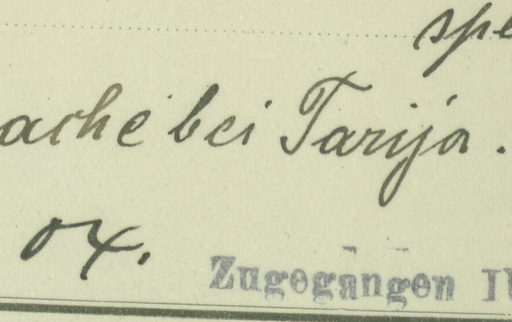 spe
ache bei Tarija.
04.
Zugegangen